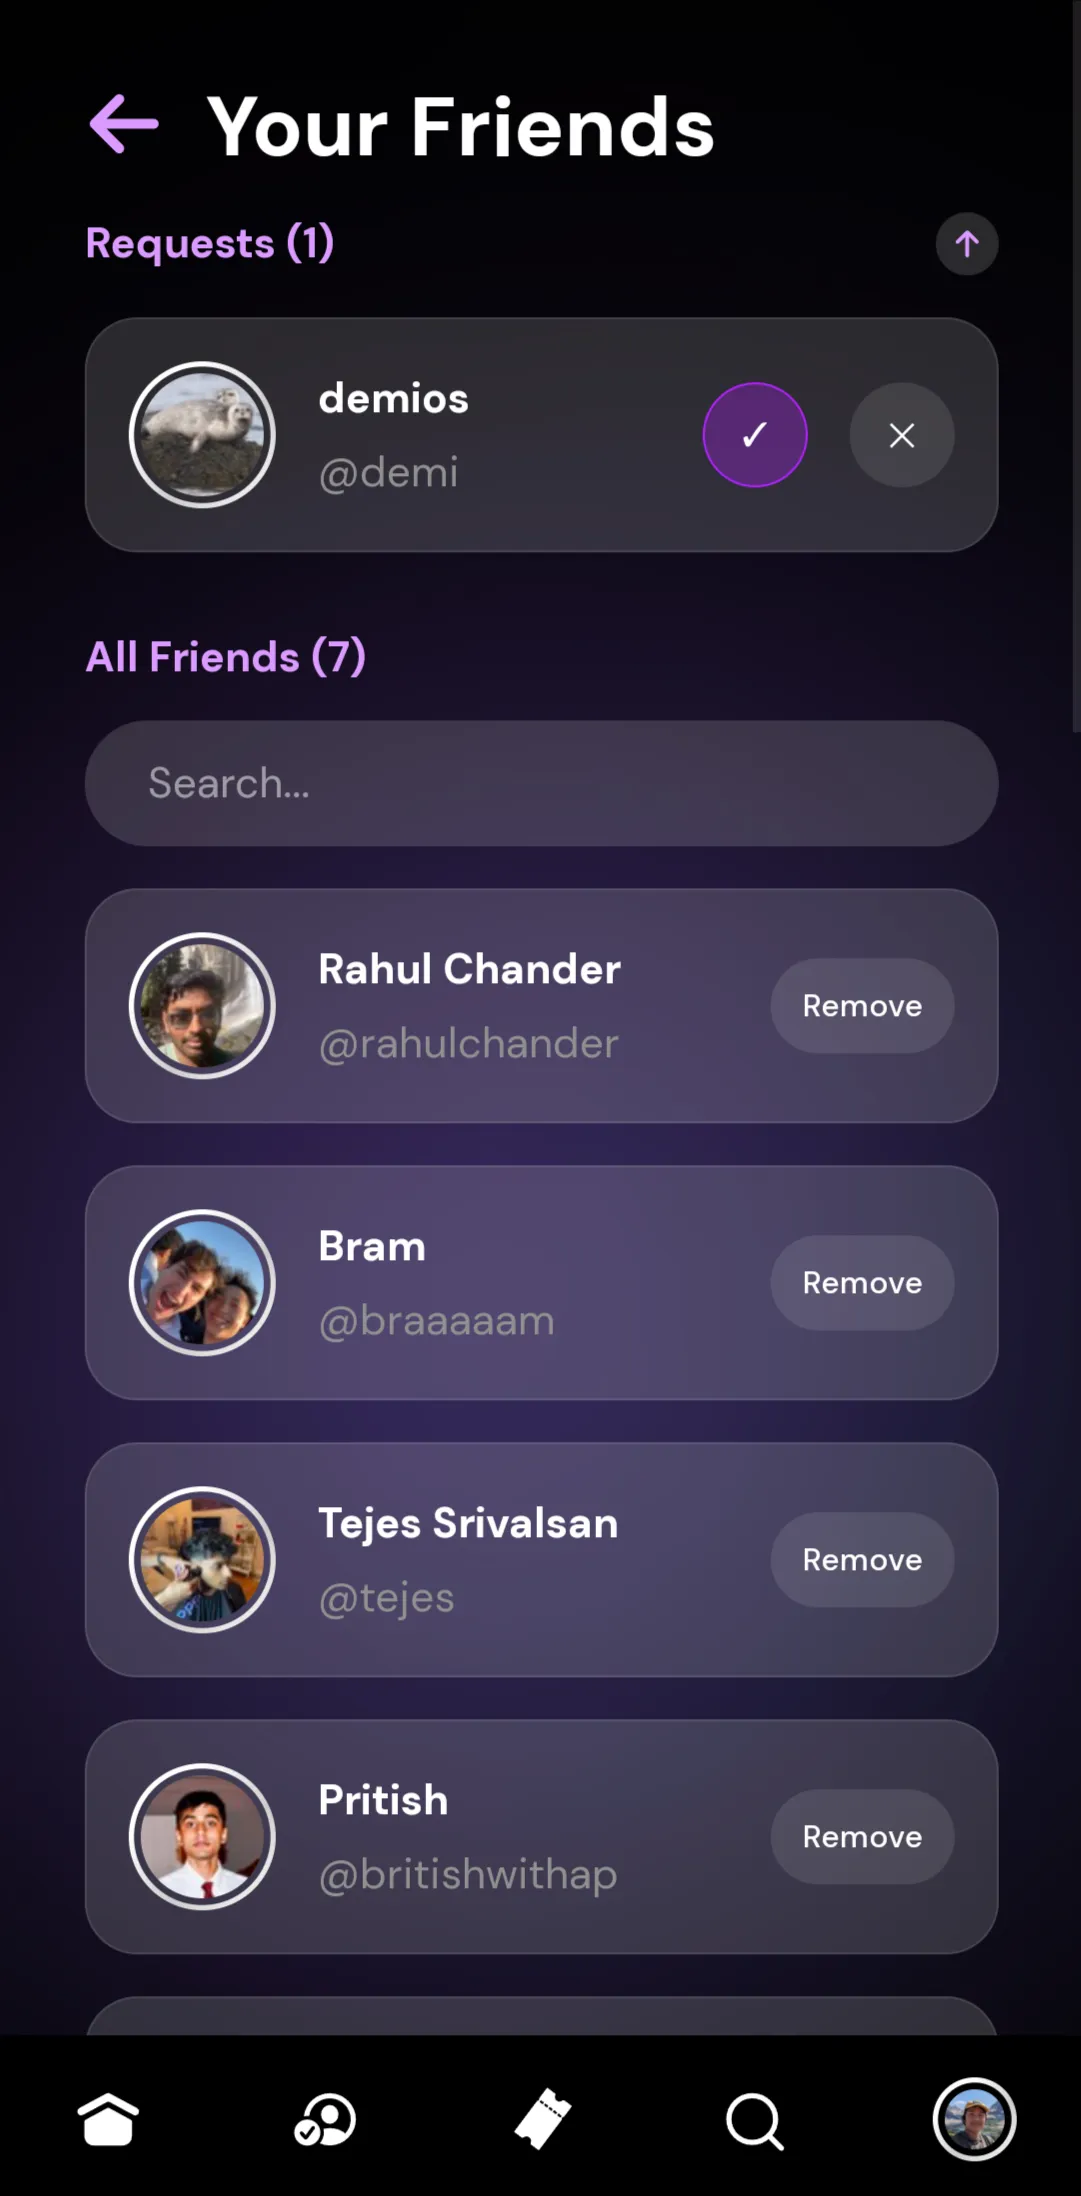 Your Friends
Requests (1)
demios
@demi
All Friends (7)
Search...
Rahul Chander
@rahulchander
Remove
Bram
@braaaaam
Remove
Tejes Srivalsan
@tejes
Remove
Pritish
@britishwithap
Remove